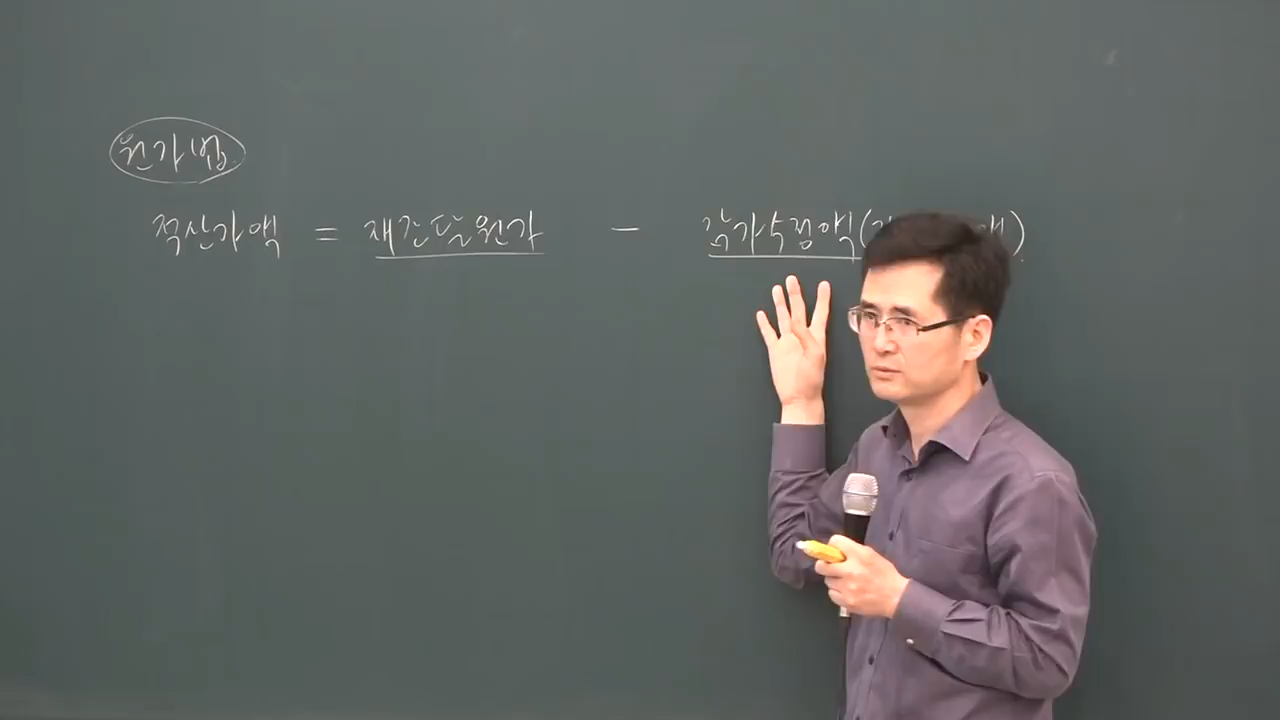 원가법
적산가액 = 재조달원가 - 감가수정액(